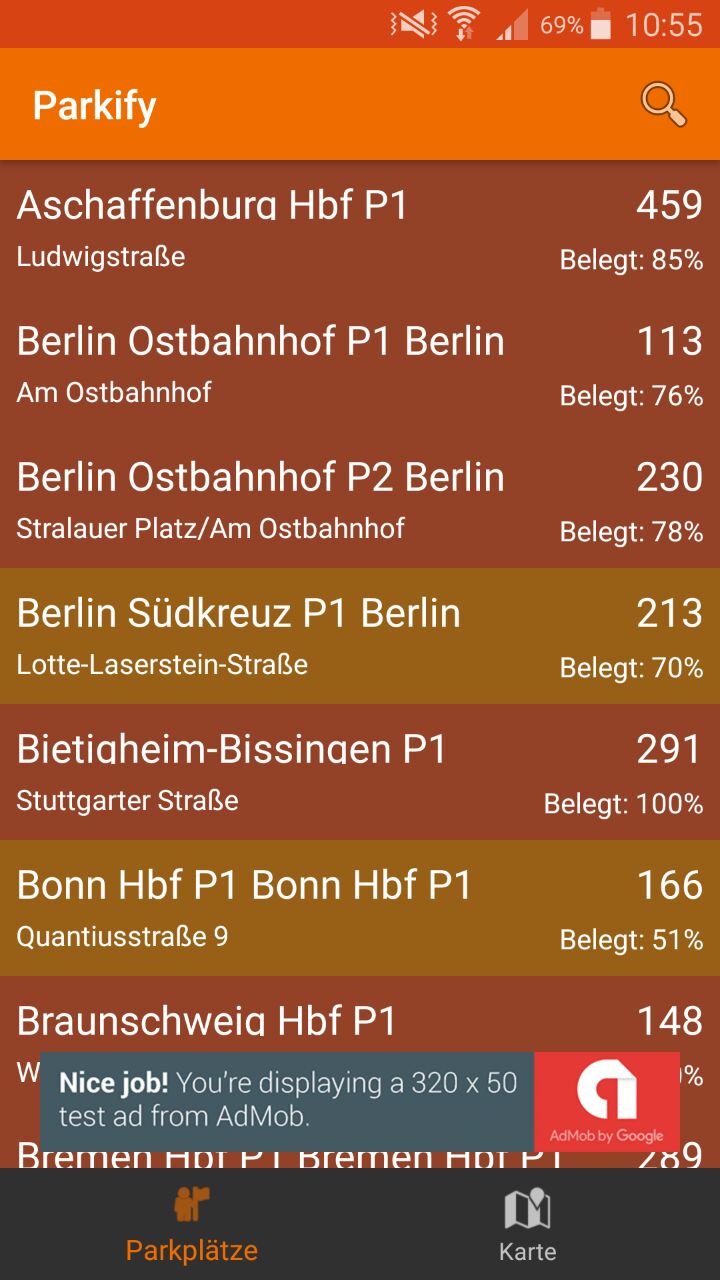 69% 10:55
Parkify
Aschaffenburg Hbf P1 459
Ludwigstraße Belegt: 85%
Berlin Ostbahnhof P1 Berlin 113
Am Ostbahnhof Belegt: 76%
Berlin Ostbahnhof P2 Berlin 230
Stralauer Platz/Am Ostbahnhof Belegt: 78%
Berlin Südkreuz P1 Berlin 213
Lotte-Laserstein-Straße Belegt: 70%
Bietigheim-Bissingen P1 291
Stuttgarter Straße Belegt: 100%
Bonn Hbf P1 Bonn Hbf P1 166
Quantiusstraße 9 Belegt: 51%
Braunschweig Hbf P1 148
Nice job! You're displaying a 320 x 50
test ad from AdMob.
AdMob by Google
Bremen Hbf P1 Bremen Hbf P1 289
Parkplätze Karte